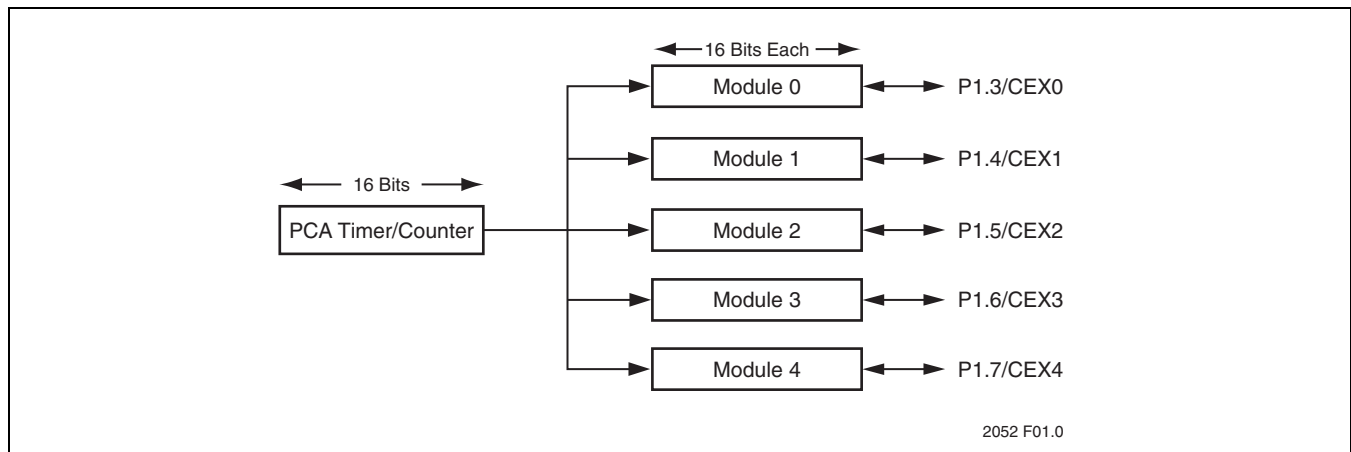 16 Bits Each
Module 0
P1.3/CEX0
Module 1
P1.4/CEX1
16 Bits
PCA Timer/Counter
Module 2
P1.5/CEX2
Module 3
P1.6/CEX3
Module 4
P1.7/CEX4
2052 F01.0